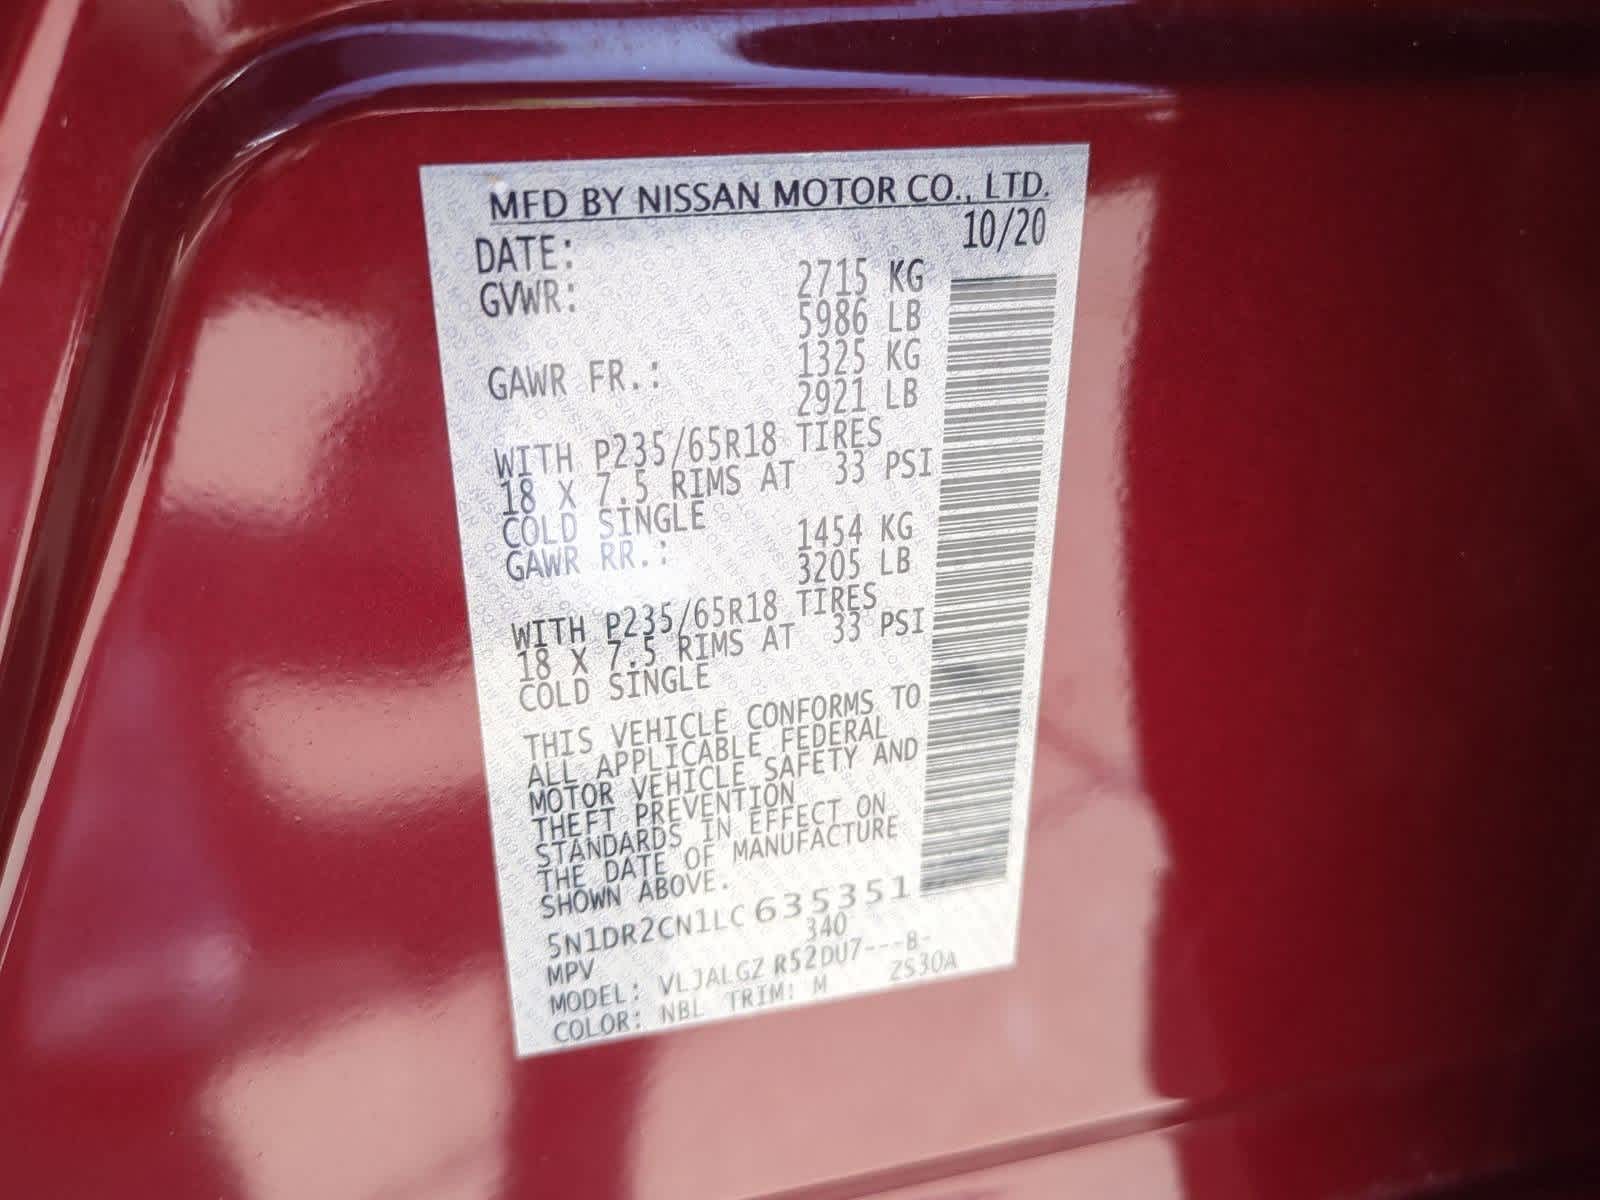 MFD BY NISSAN MOTOR CO., LTD.
DATE: 10/20
GVWR: 2715 KG
5986 LB
GAWR FR.: 1325 KG
2921 LB
WITH P235/65R18 TIRES
18 X 7.5 RIMS AT 33 PSI
COLD SINGLE
GAWR RR.: 1454 KG
3205 LB
WITH P235/65R18 TIRES
18 X 7.5 RIMS AT 33 PSI
COLD SINGLE
THIS VEHICLE CONFORMS TO
ALL APPLICABLE FEDERAL
MOTOR VEHICLE SAFETY AND
THEFT PREVENTION
STANDARDS IN EFFECT ON
THE DATE OF MANUFACTURE
SHOWN ABOVE.
5N1DR2CN1LC635351
MPV 340
MODEL: VLJALGZ R52DU7---B-
COLOR: NBL TRIM: M ZS30A